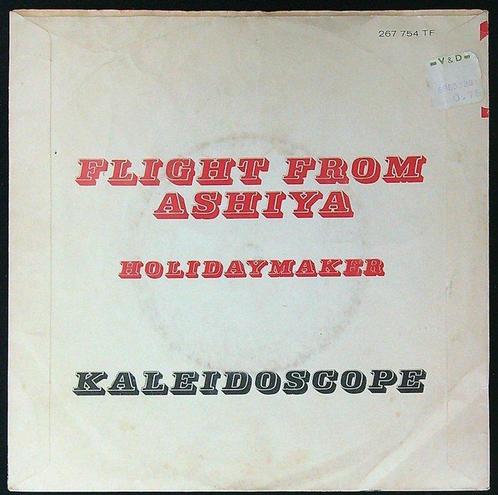 267 754 TF
V & D
FLIGHT FROM
ASHIYA
HOLIDAYMAKER
KALEIDOSCOPE